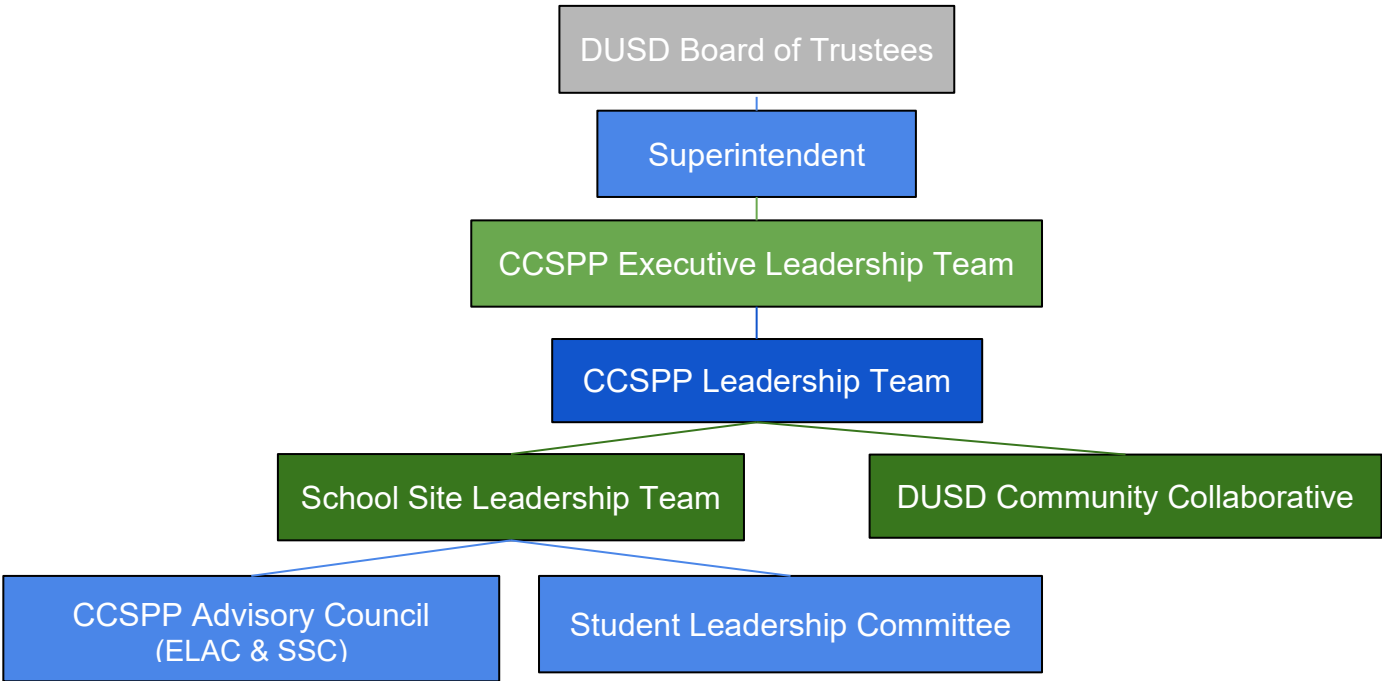 DUSD Board of Trustees
Superintendent
CCSPP Executive Leadership Team
CCSPP Leadership Team
School Site Leadership Team
DUSD Community Collaborative
CCSPP Advisory Council
(ELAC & SSC)
Student Leadership Committee